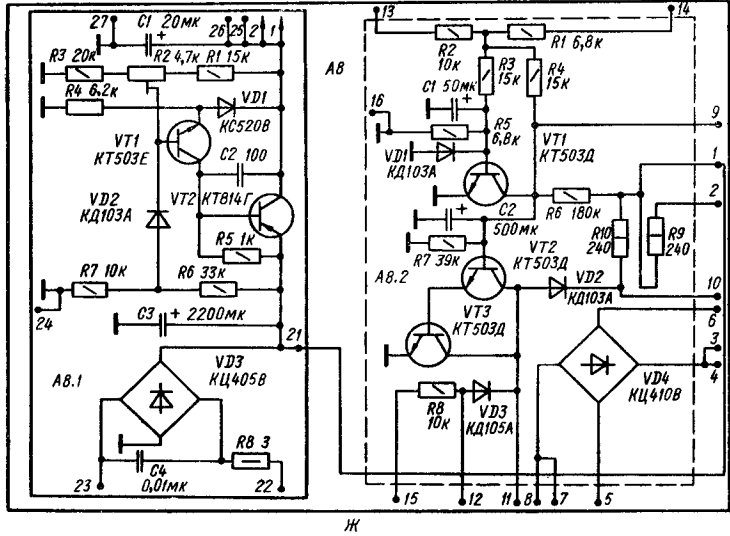 27 C1 20мк 26 25 2 1
R3 20к R2 4,7к R1 15к
R4 6,2к VD1
КС520В
VT1
КТ503Е
C2 100
VD2
КД103А
VT2 КТ814Г
R5 1к
R7 10к R6 33к
24
C3 2200мк
21
A8.1
VD3
КЦ405В
R8 3
C4
0,01мк
23 22
A8
13 14
R2
10к
R1 6,8к
R3
15к
R4
15к
C1 50мк
16
R5
6,8к
VD1
КД103А
VT1
КТ503Д
9
1
2
R6 180к
C2
500мк
R10
240
R9
240
R7 39к
A8.2
VT2
КТ503Д
VD2
КД103А
10
6
VT3
КТ503Д
3
4
VD4
КЦ410В
R8
10к
VD3
КД105А
15 12 11 8 7 5
Ж